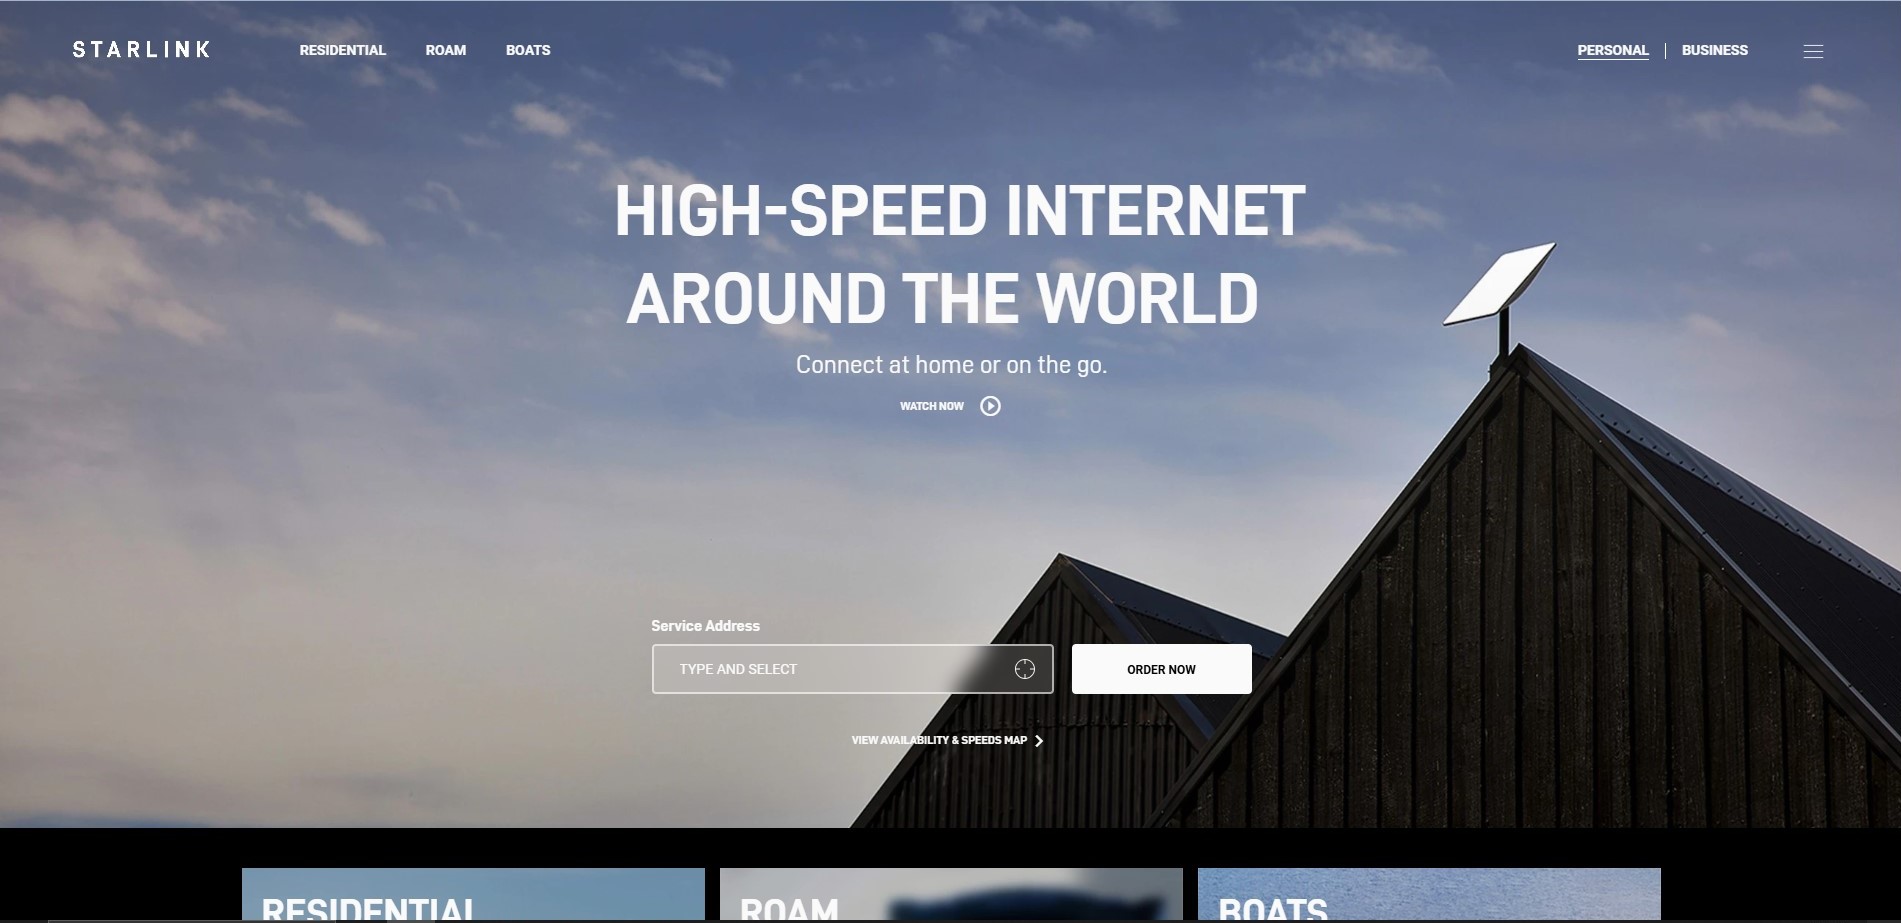 STARLINK
RESIDENTIAL
ROAM
BOATS
PERSONAL
BUSINESS
HIGH-SPEED INTERNET
AROUND THE WORLD
Connect at home or on the go.
WATCH NOW
Service Address
TYPE AND SELECT
ORDER NOW
VIEW AVAILABILITY & SPEEDS MAP
RESIDENTIAL
ROAM
BOATS